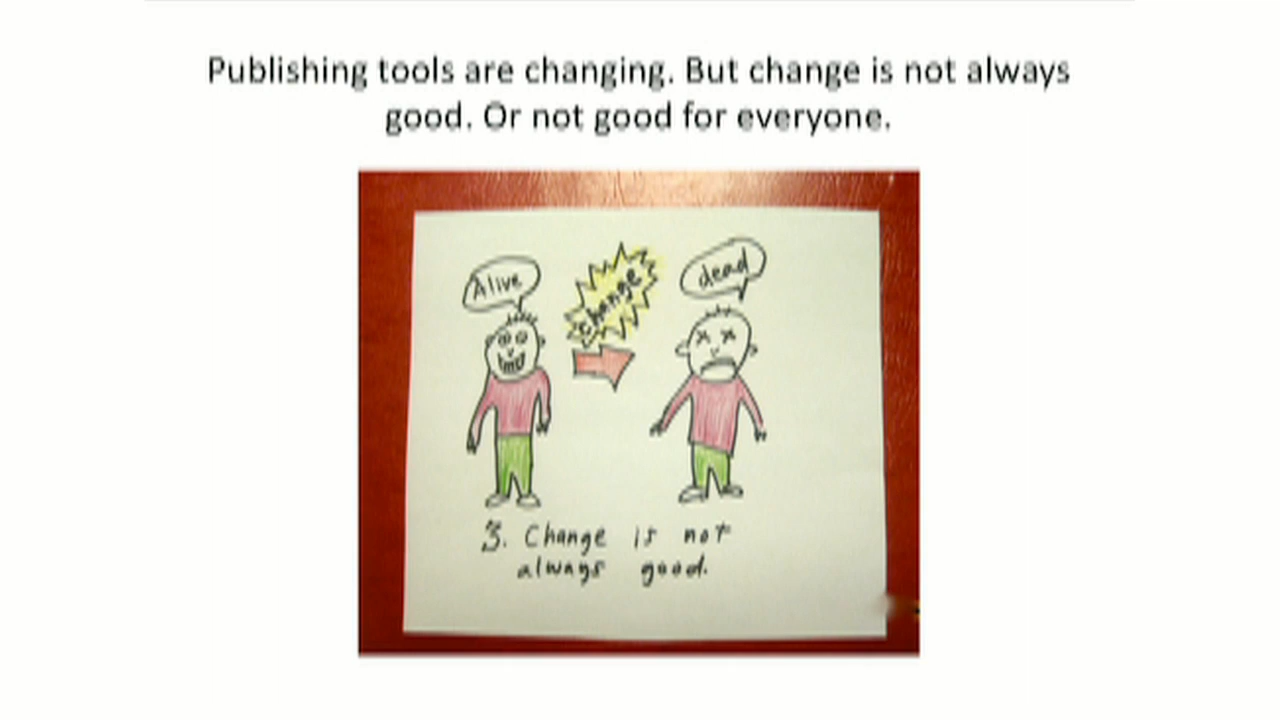 Publishing tools are changing. But change is not always
good. Or not good for everyone.
Alive
change
dead
3. Change is not
always good.